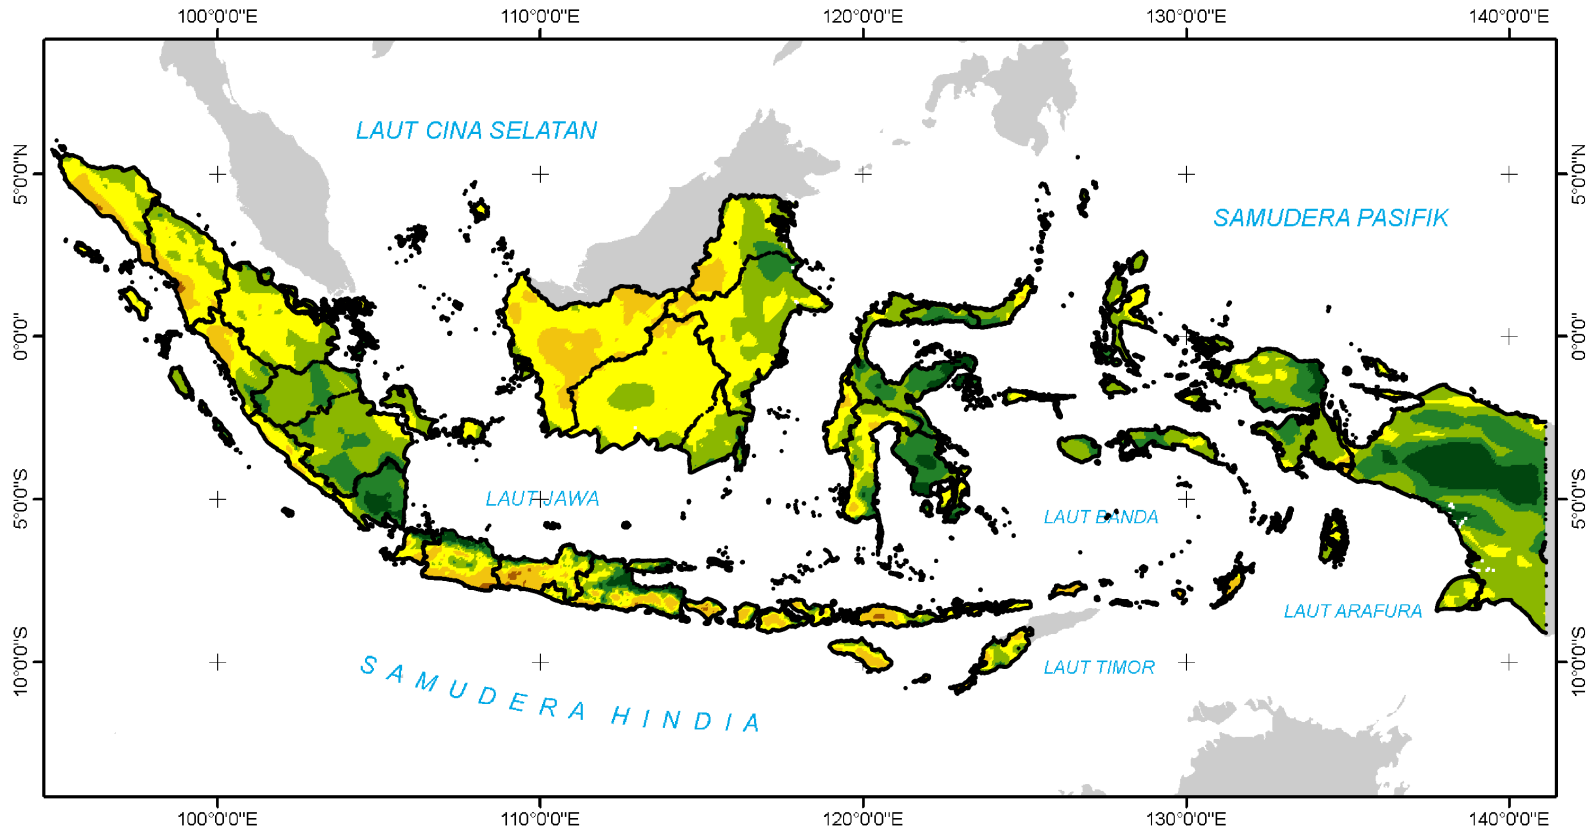 100°0'0"E 110°0'0"E 120°0'0"E 130°0'0"E 140°0'0"E
LAUT CINA SELATAN
5°0'0"N 5°0'0"N
SAMUDERA PASIFIK
0°0'0" 0°0'0"
5°0'0"S LAUT JAWA 5°0'0"S
LAUT BANDA
LAUT ARAFURA
10°0'0"S LAUT TIMOR 10°0'0"S
SAMUDERA HINDIA
100°0'0"E 110°0'0"E 120°0'0"E 130°0'0"E 140°0'0"E